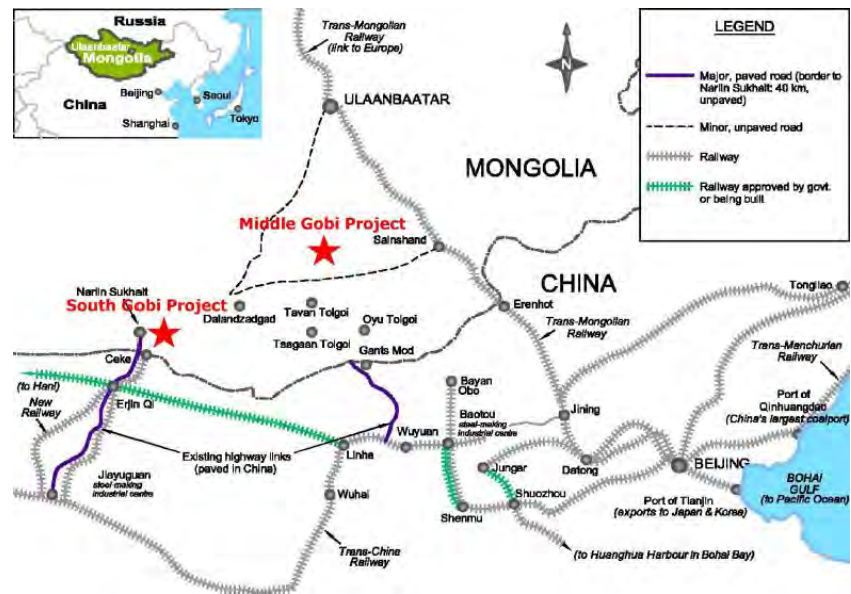 Russia
Ulaanbaatar
Mongolia
China
Beijing
Seoul
Shanghai
Tokyo
Trans-Mongolian
Railway
(link to Europe)
N
ULAANBAATAR
LEGEND
Major, paved road (border to
Nariin Sukhait: 40 km,
unpaved)
Minor, unpaved road
Railway
Railway approved by govt.
or being built
MONGOLIA
Middle Gobi Project
Sainshand
CHINA
Nariin Sukhait
South Gobi Project
Dalandzadgad
Tavan Tolgoi
Tsagaan Tolgoi
Oyu Tolgoi
Erenhot
Tongliao
Ceke
Gants Mod
Trans-Mongolian
Railway
Trans-Manchurian
Railway
(to Hami)
New
Railway
Erjin Qi
Bayan
Obo
Baotou
steel-making
industrial centre
Jining
Port of
Qinhuangdao
(China's largest coalport)
Existing highway links
(paved in China)
Wuyuan
Linhe
Jiayuguan
steel-making
industrial centre
Jungar
Datong
BEIJING
Wuhai
Shenmu
Shuozhou
Port of Tianjin
(exports to Japan & Korea)
BOHAI
GULF
(to Pacific Ocean)
Trans-China
Railway
(to Huanghua Harbour in Bohai Bay)